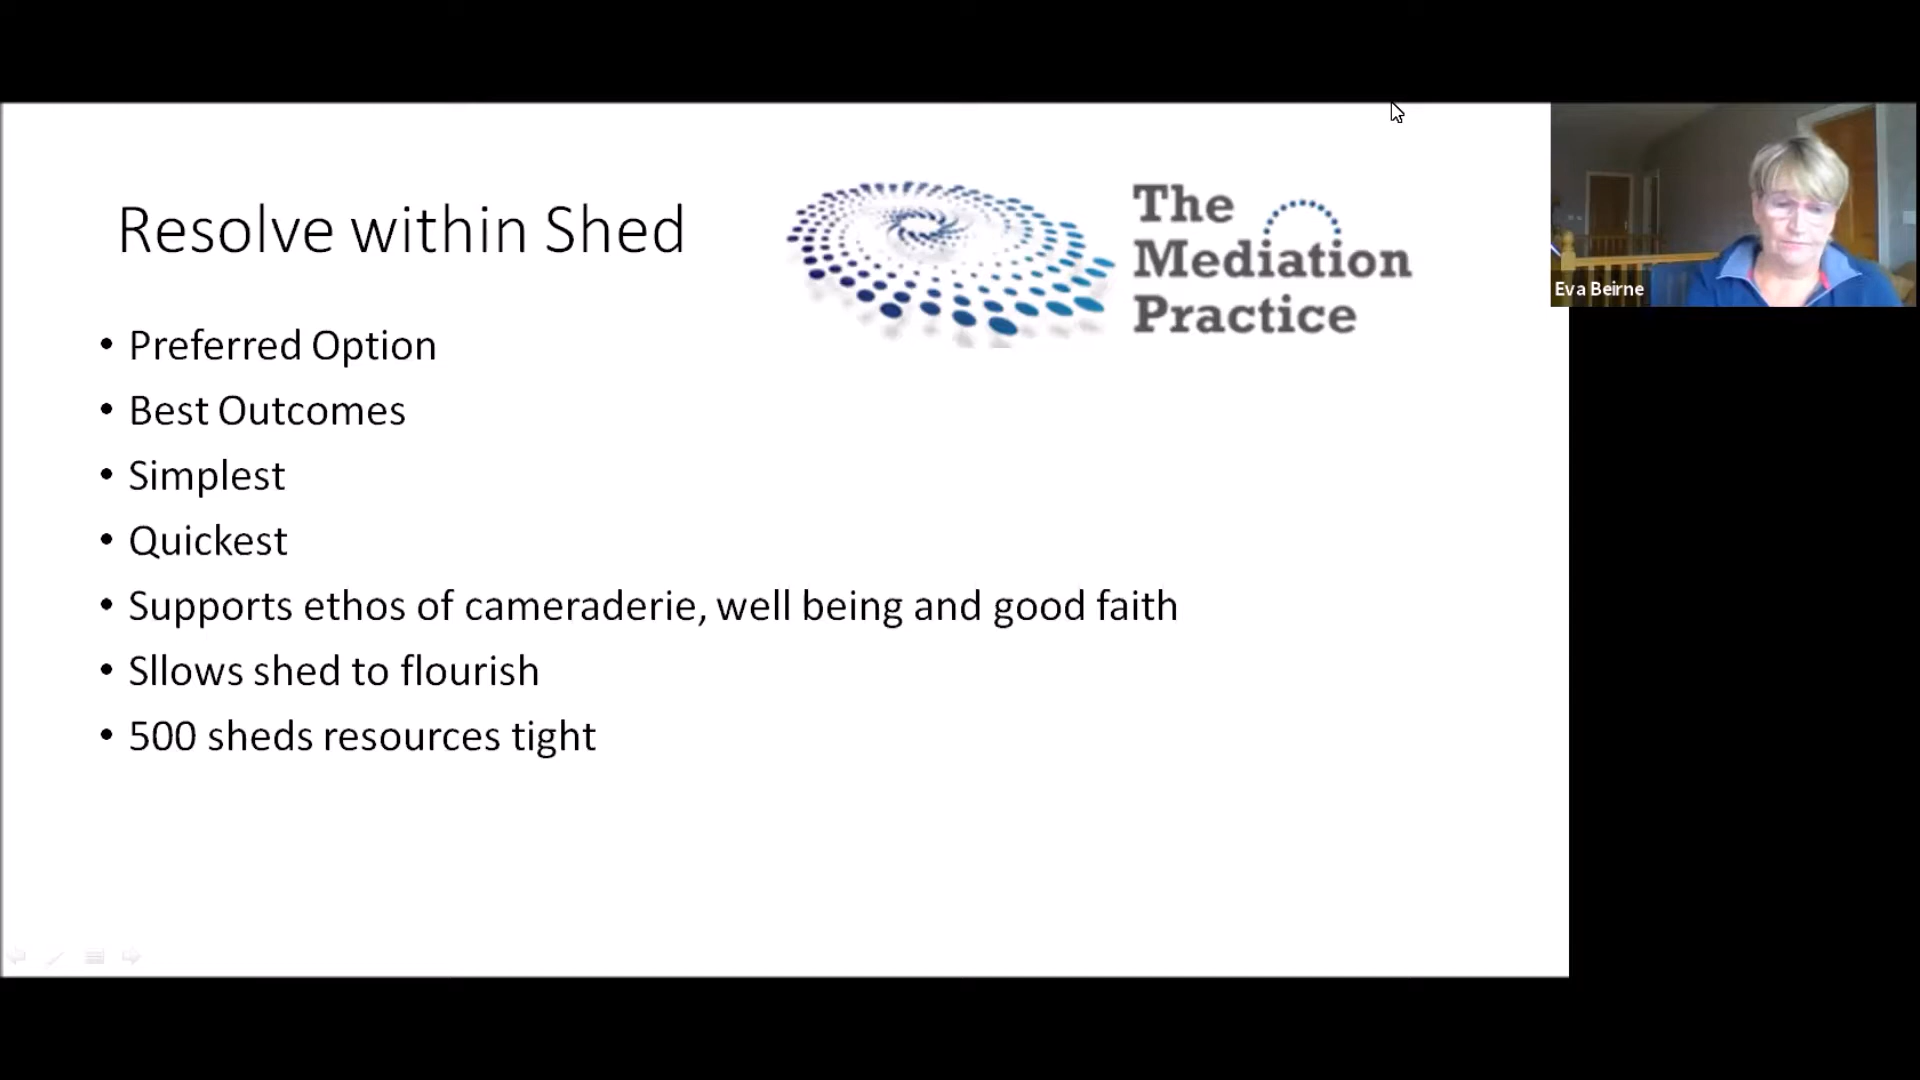 Resolve within Shed
The
Mediation
Practice
• Preferred Option
• Best Outcomes
• Simplest
• Quickest
• Supports ethos of cameraderie, well being and good faith
• Sllows shed to flourish
• 500 sheds resources tight
Eva Beirne